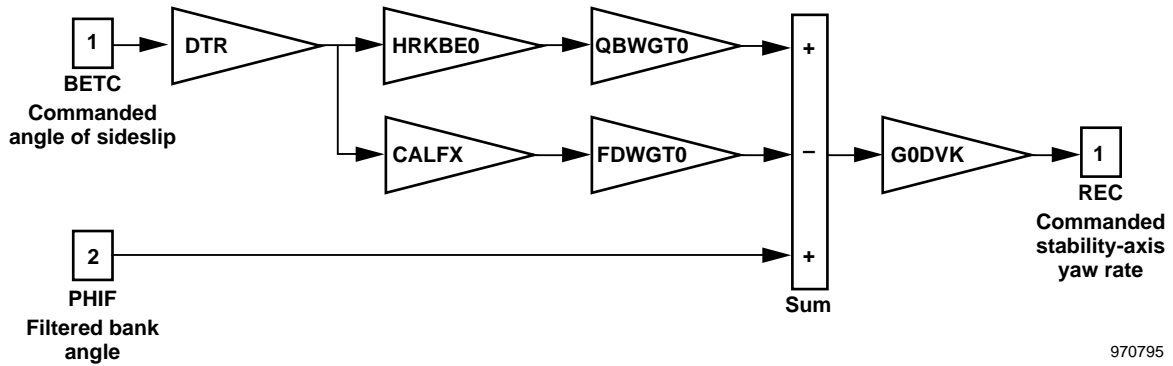 1
DTR
HRKBE0
QBWGT0
+
BETC
Commanded
angle of sideslip
CALFX
FDWGT0
–
G0DVK
1
REC
Commanded
stability-axis
yaw rate
2
+
PHIF
Filtered bank
angle
Sum
970795